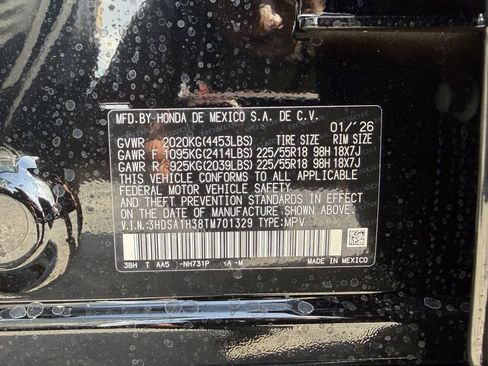 MFD.BY-HONDA DE MEXICO S.A. DE C.V.
01/'26
GVWR 2020KG(4453LBS) TIRE SIZE RIM SIZE
GAWR F 1095KG(2414LBS) 225/55R18 98H 18X7J
GAWR R 925KG(2039LBS) 225/55R18 98H 18X7J
THIS VEHICLE CONFORMS TO ALL APPLICABLE
FEDERAL MOTOR VEHICLE SAFETY, BUMPER,
AND THEFT PREVENTION STANDARDS IN EFFECT
ON THE DATE OF MANUFACTURE SHOWN ABOVE.
V.I.N.:3HDSA1H38TM701329 TYPE:MPV
3BH T AA5 -NH731P A -M MADE IN MEXICO